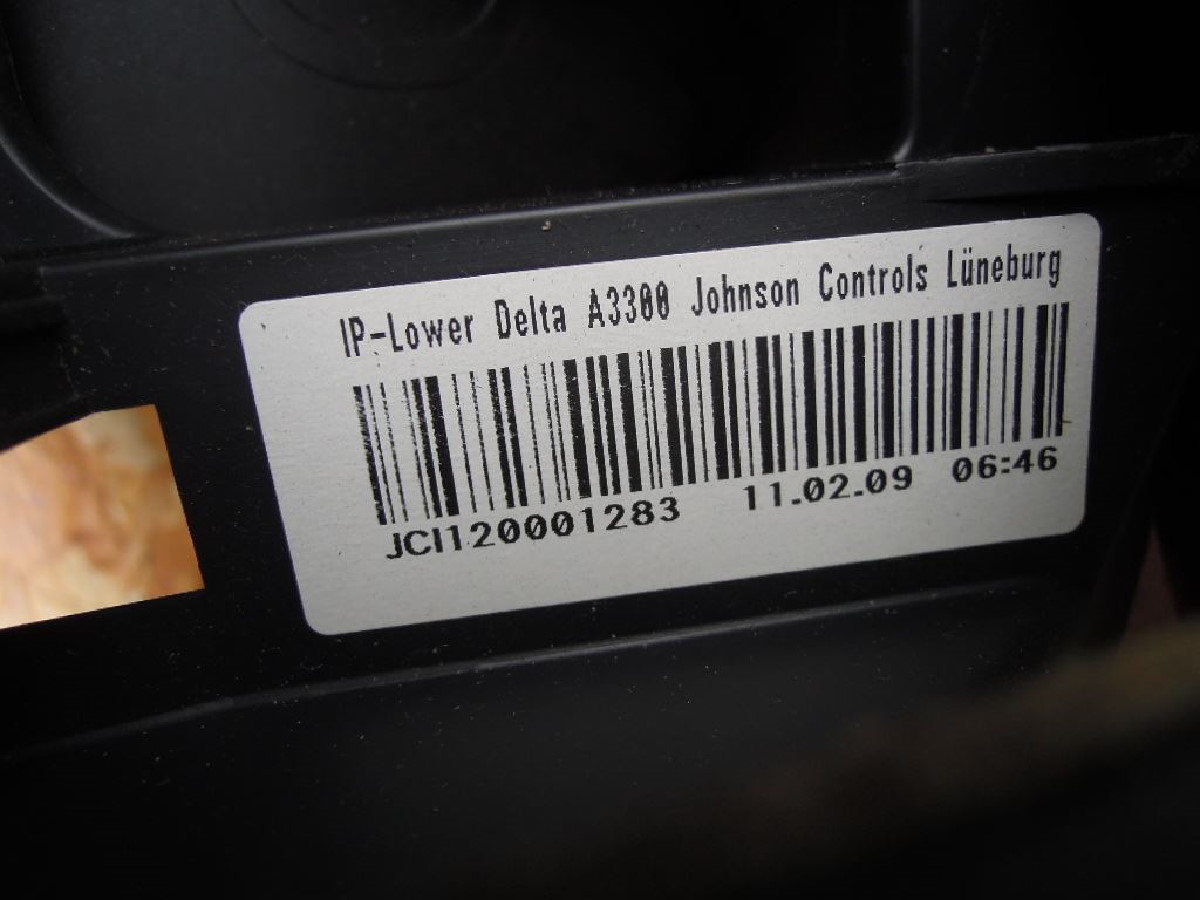 IP-Lower Delta A3300 Johnson Controls Lüneburg
JCI120001283 11.02.09 06:46